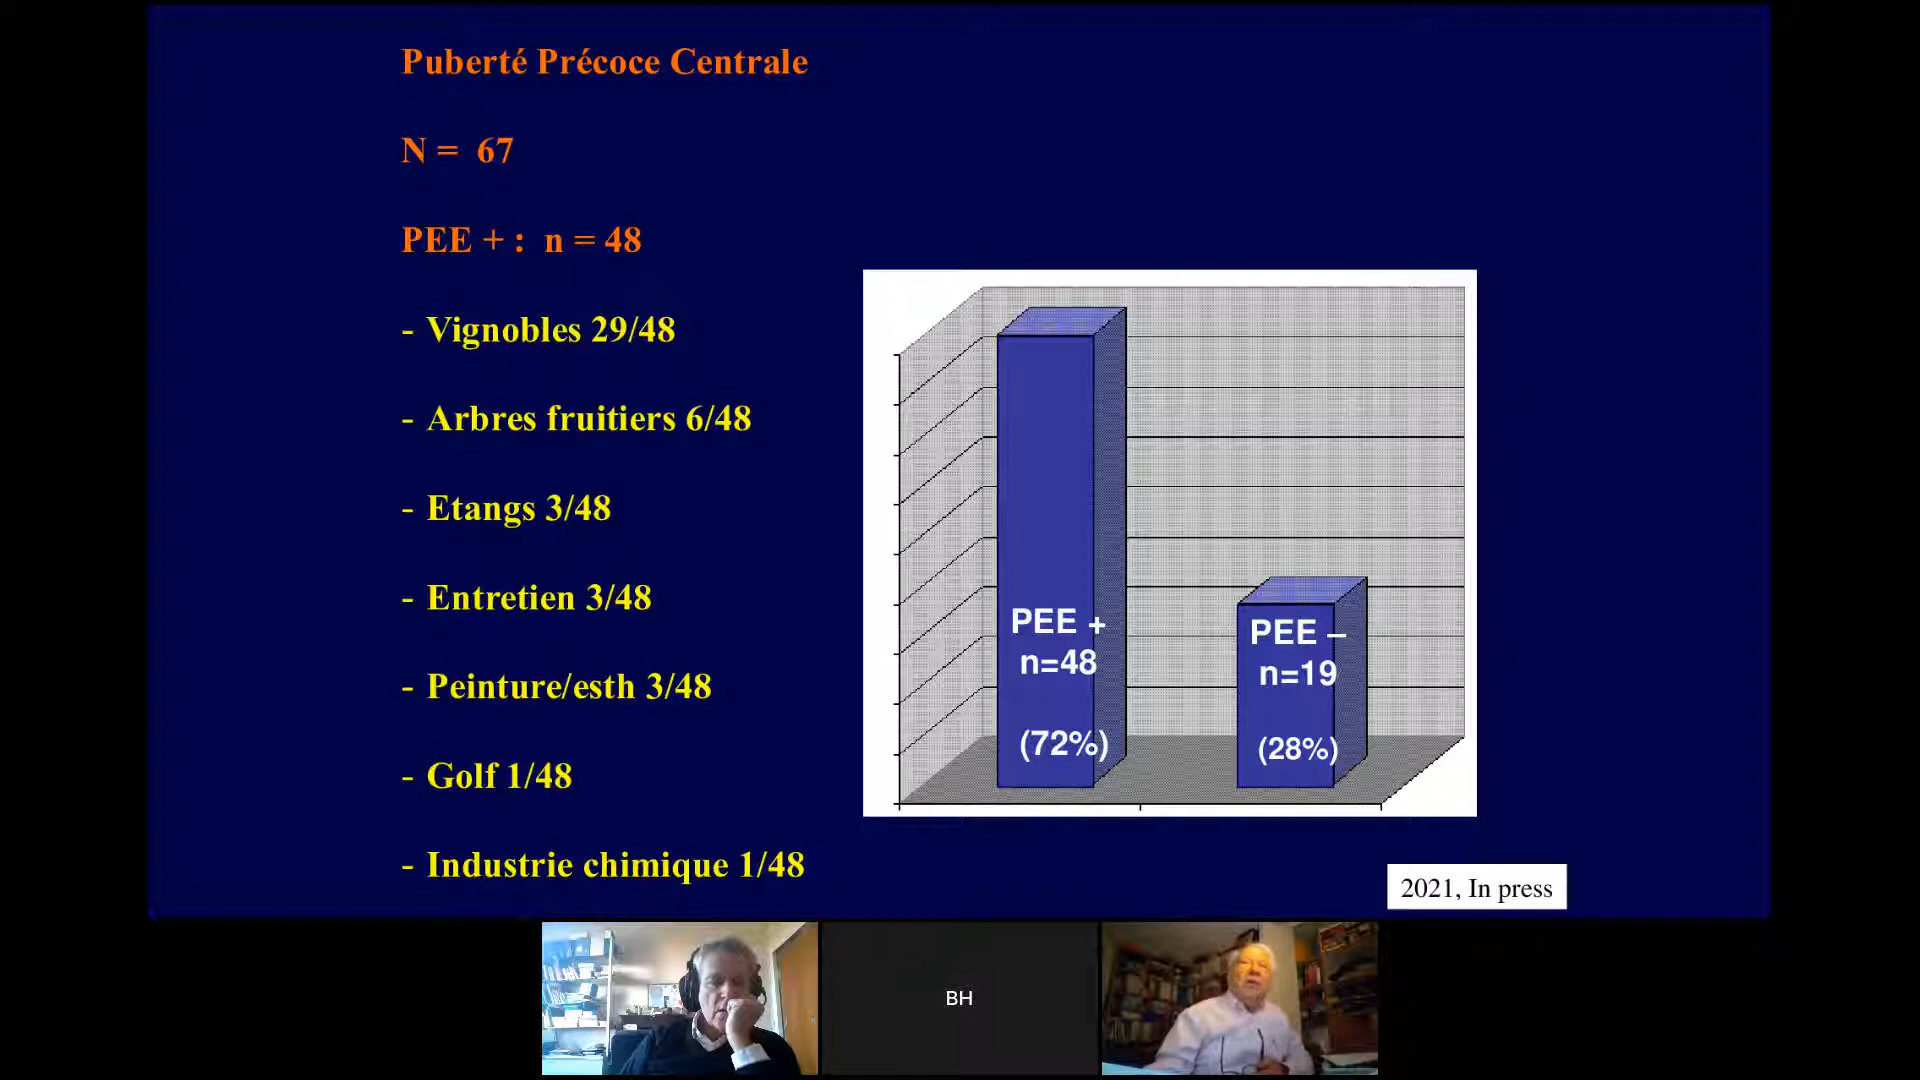 Puberté Précoce Centrale
N = 67
PEE + : n = 48
- Vignobles 29/48
- Arbres fruitiers 6/48
- Etangs 3/48
- Entretien 3/48
- Peinture/esth 3/48
- Golf 1/48
- Industrie chimique 1/48
PEE +
n=48
(72%)
PEE –
n=19
(28%)
2021, In press
BH